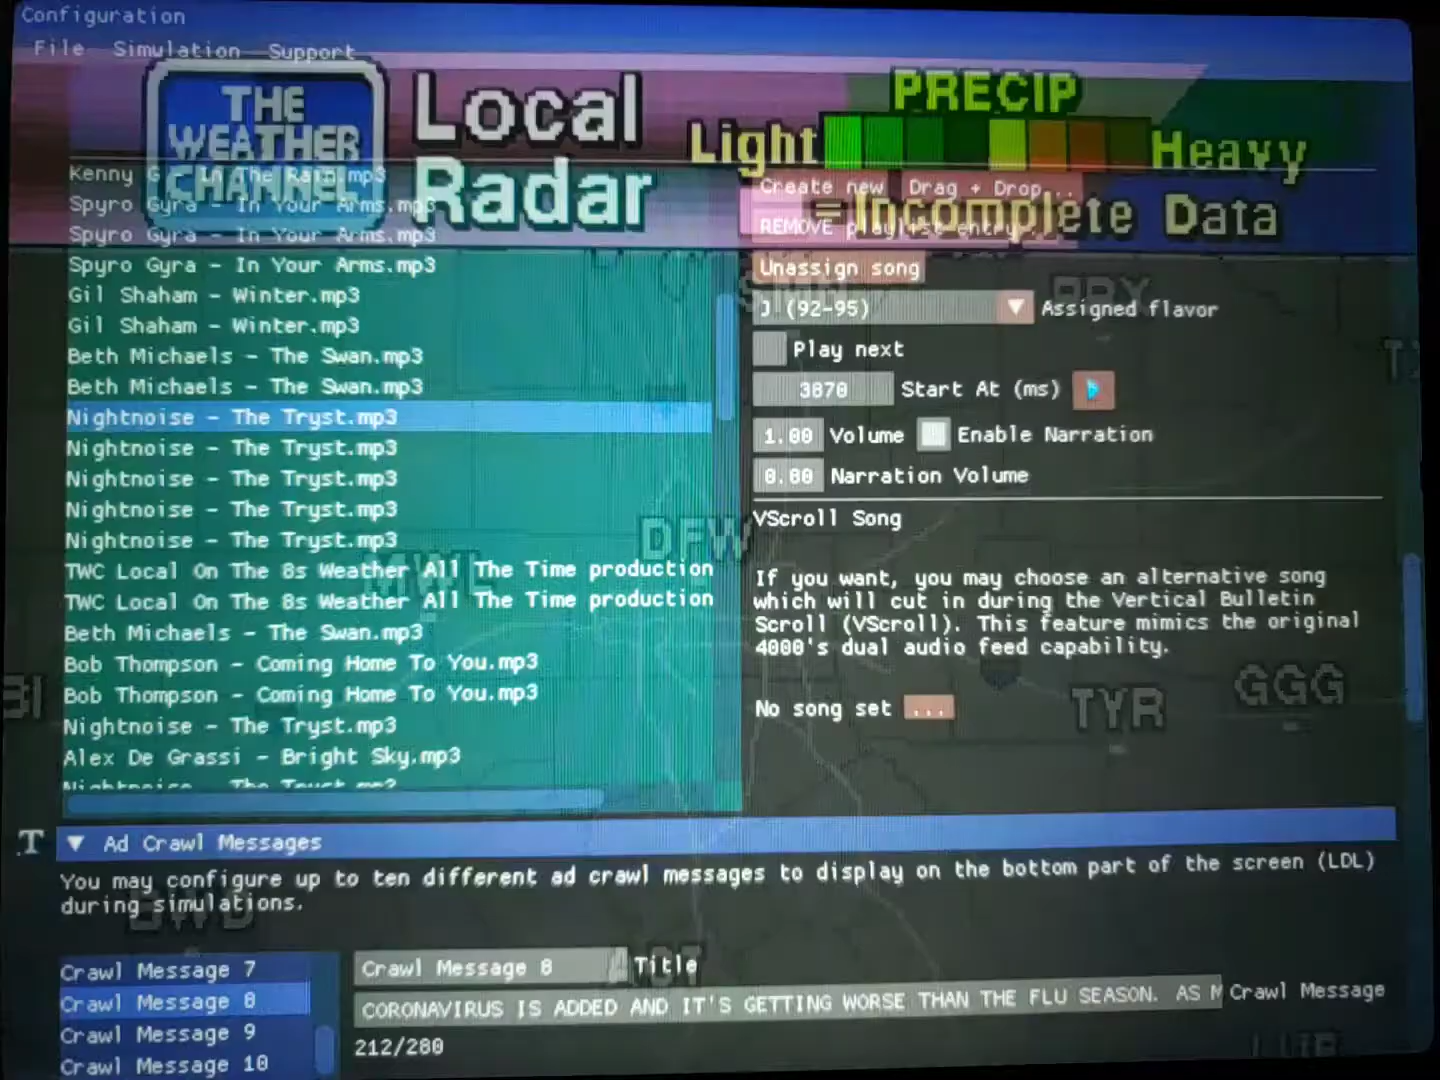 Configuration
File Simulation Support
THE
WEATHER
CHANNEL
Local
Radar
PRECIP
Light Heavy
= Incomplete Data
Kenny G - In The Rain.mp3
Spyro Gyra - In Your Arms.mp3
Spyro Gyra - In Your Arms.mp3
Spyro Gyra - In Your Arms.mp3
Gil Shaham - Winter.mp3
Gil Shaham - Winter.mp3
Beth Michaels - The Swan.mp3
Beth Michaels - The Swan.mp3
Nightnoise - The Tryst.mp3
Nightnoise - The Tryst.mp3
Nightnoise - The Tryst.mp3
Nightnoise - The Tryst.mp3
Nightnoise - The Tryst.mp3
TWC Local On The 8s Weather All The Time production
TWC Local On The 8s Weather All The Time production
Beth Michaels - The Swan.mp3
Bob Thompson - Coming Home To You.mp3
Bob Thompson - Coming Home To You.mp3
Nightnoise - The Tryst.mp3
Alex De Grassi - Bright Sky.mp3
Nightnoise - The Tryst.mp3
Create new Drag + Drop...
REMOVE playlist entry
Unassign song
J (92-95) Assigned flavor
Play next
3870 Start At (ms)
1.00 Volume Enable Narration
0.80 Narration Volume
VScroll Song
If you want, you may choose an alternative song
which will cut in during the Vertical Bulletin
Scroll (VScroll). This feature mimics the original
4000's dual audio feed capability.
No song set ...
PRX
DFW
MWL
TYR
GGG
BWD
ACT
.T
Ad Crawl Messages
You may configure up to ten different ad crawl messages to display on the bottom part of the screen (LDL)
during simulations.
Crawl Message 7
Crawl Message 8
Crawl Message 9
Crawl Message 10
Crawl Message 8 Title
CORONAVIRUS IS ADDED AND IT'S GETTING WORSE THAN THE FLU SEASON. AS M Crawl Message
212/280